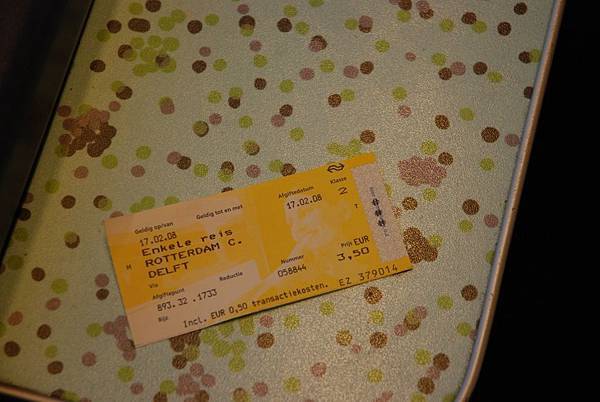 Geldig op/van Geldig tot en met Afgiftedatum Klasse
17.02.08 17.02.08 2
Enkele reis
M ROTTERDAM C. T
DELFT
Via Reductie Nummer Prijs EUR
058844 3,50
Afgiftepunt
893.32 .1733 EZ 379014
Bijz
Incl. EUR 0,50 transactiekosten.